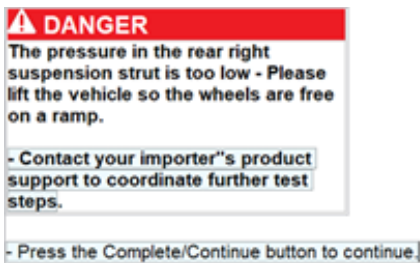 DANGER
The pressure in the rear right
suspension strut is too low - Please
lift the vehicle so the wheels are free
on a ramp.
- Contact your importer"s product
support to coordinate further test
steps.
- Press the Complete/Continue button to continue.